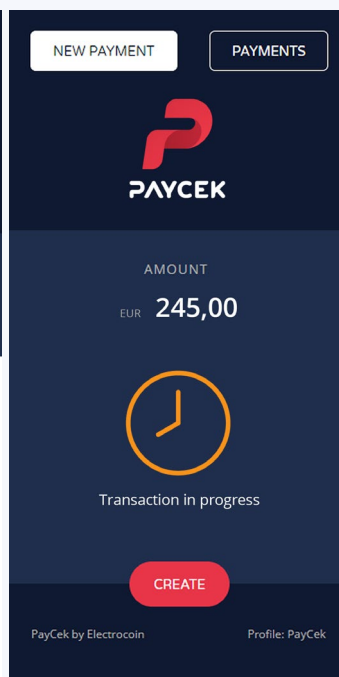 NEW PAYMENT PAYMENTS
PAYCEK
AMOUNT
EUR 245,00
Transaction in progress
CREATE
PayCek by Electrocoin Profile: PayCek